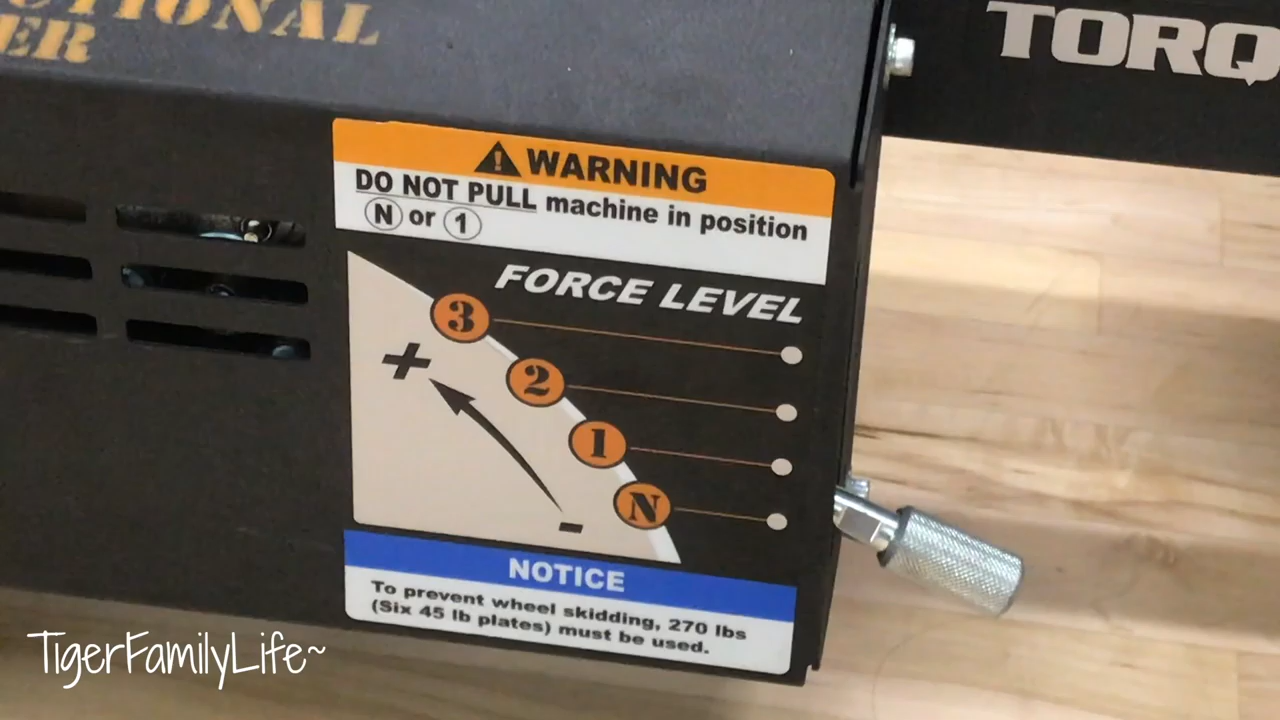 TIONAL
ER
TORQ
WARNING
DO NOT PULL machine in position
N or 1
FORCE LEVEL
3
+
2
1
N
-
NOTICE
To prevent wheel skidding, 270 lbs
(Six 45 lb plates) must be used.
TigerFamilyLife~